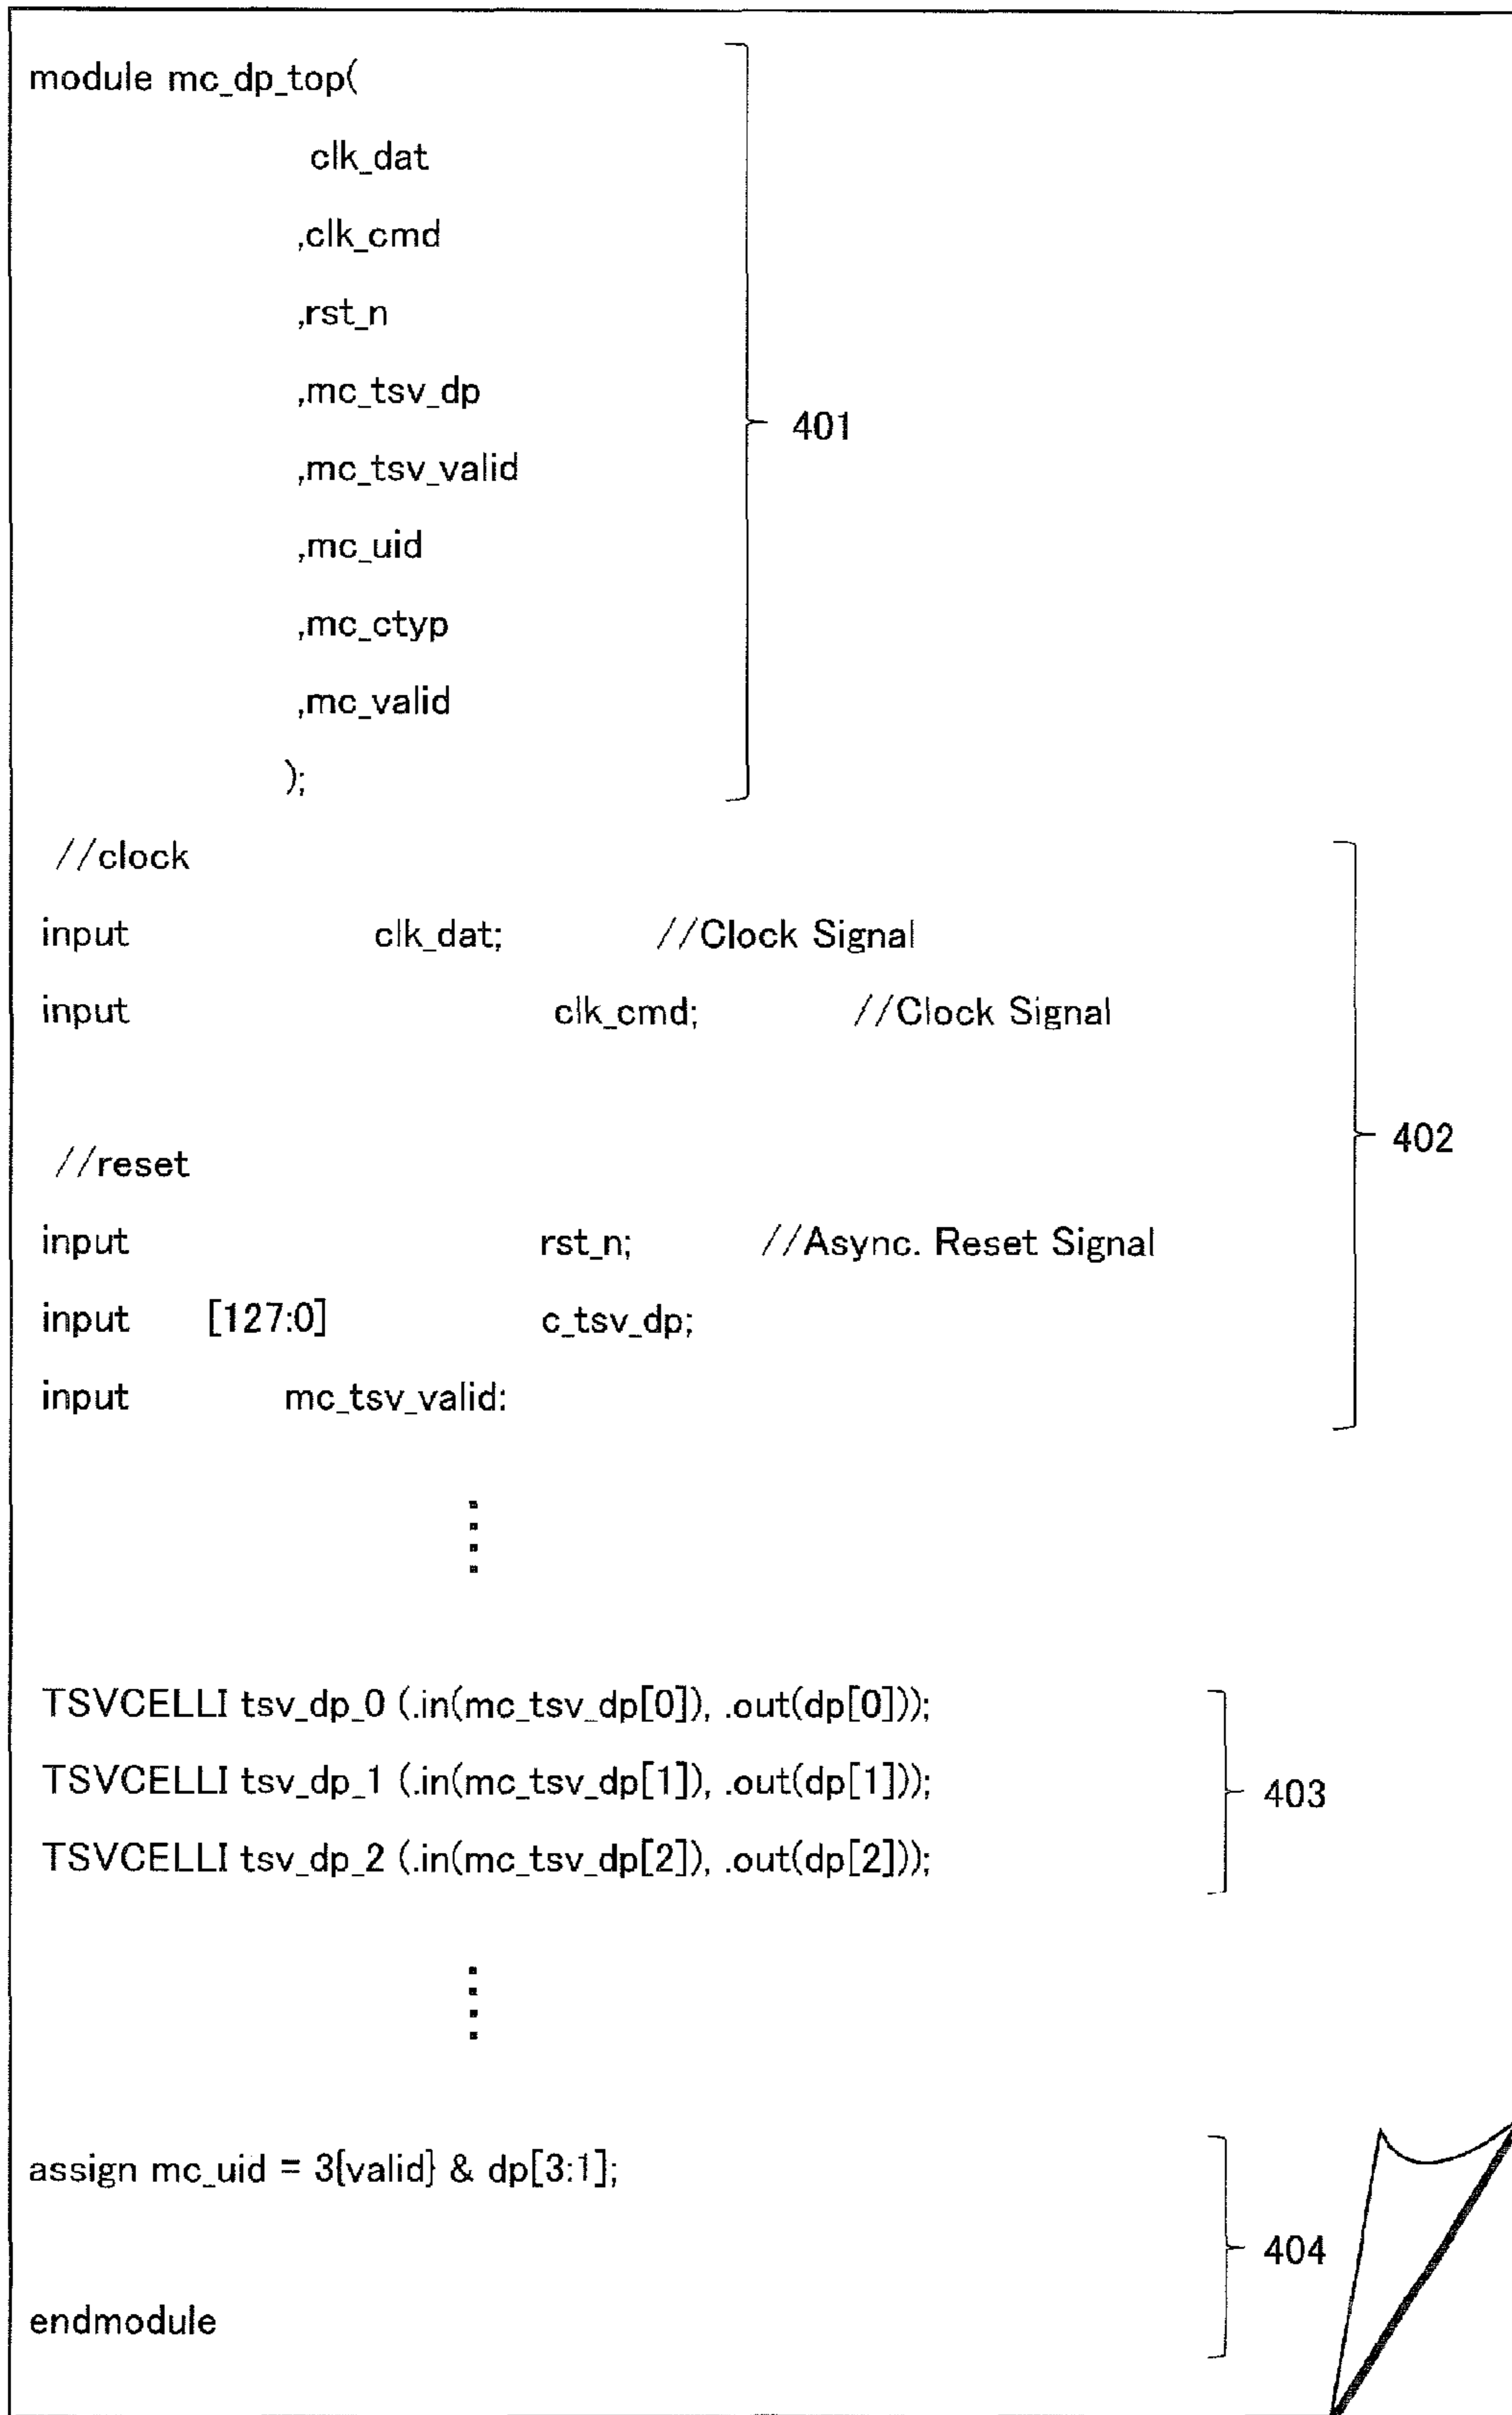 module mc_dp_top(
clk_dat
,clk_cmd
,rst_n
,mc_tsv_dp
401
,mc_tsv_valid
,mc_uid
,mc_ctyp
,mc_valid
);
//clock
input clk_dat; //Clock Signal
input clk_cmd; //Clock Signal
402
//reset
input rst_n; //Async. Reset Signal
input [127:0] c_tsv_dp;
input mc_tsv_valid:
TSVCELLI tsv_dp_0 (.in(mc_tsv_dp[0]), .out(dp[0]));
TSVCELLI tsv_dp_1 (.in(mc_tsv_dp[1]), .out(dp[1]));
403
TSVCELLI tsv_dp_2 (.in(mc_tsv_dp[2]), .out(dp[2]));
assign mc_uid = 3{valid} & dp[3:1];
404
endmodule